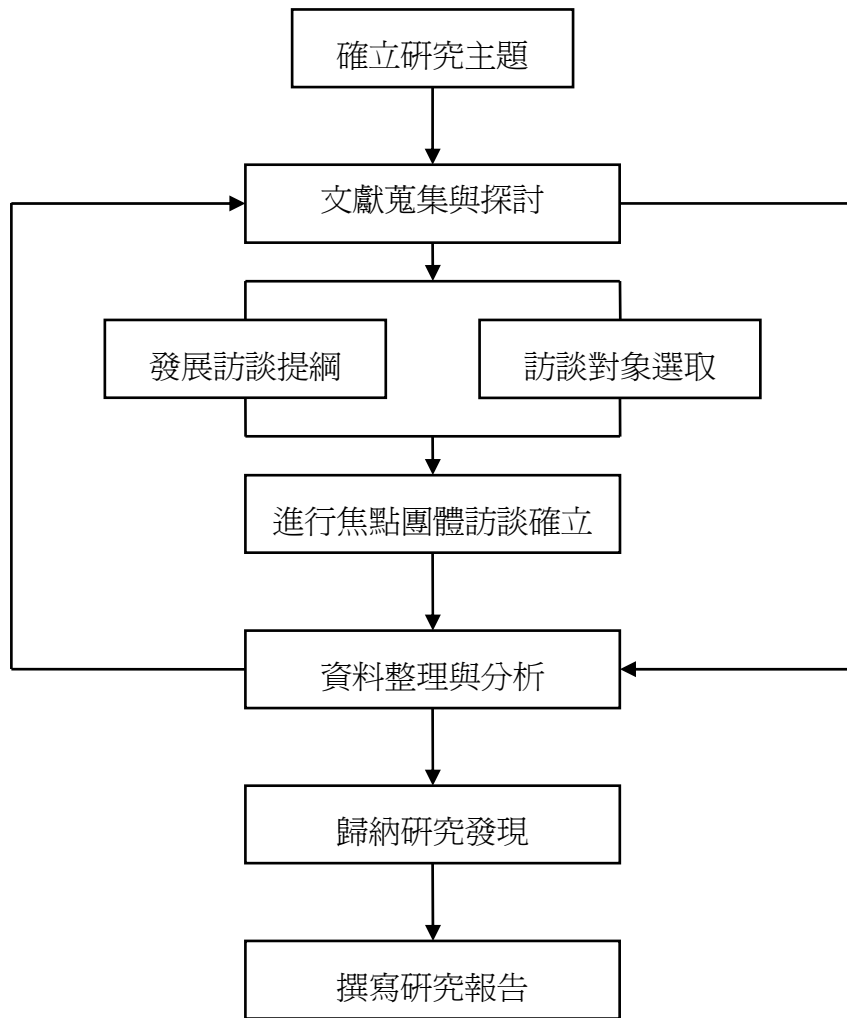 確立研究主題
文獻蒐集與探討
發展訪談提綱
訪談對象選取
進行焦點團體訪談確立
資料整理與分析
歸納研究發現
撰寫研究報告